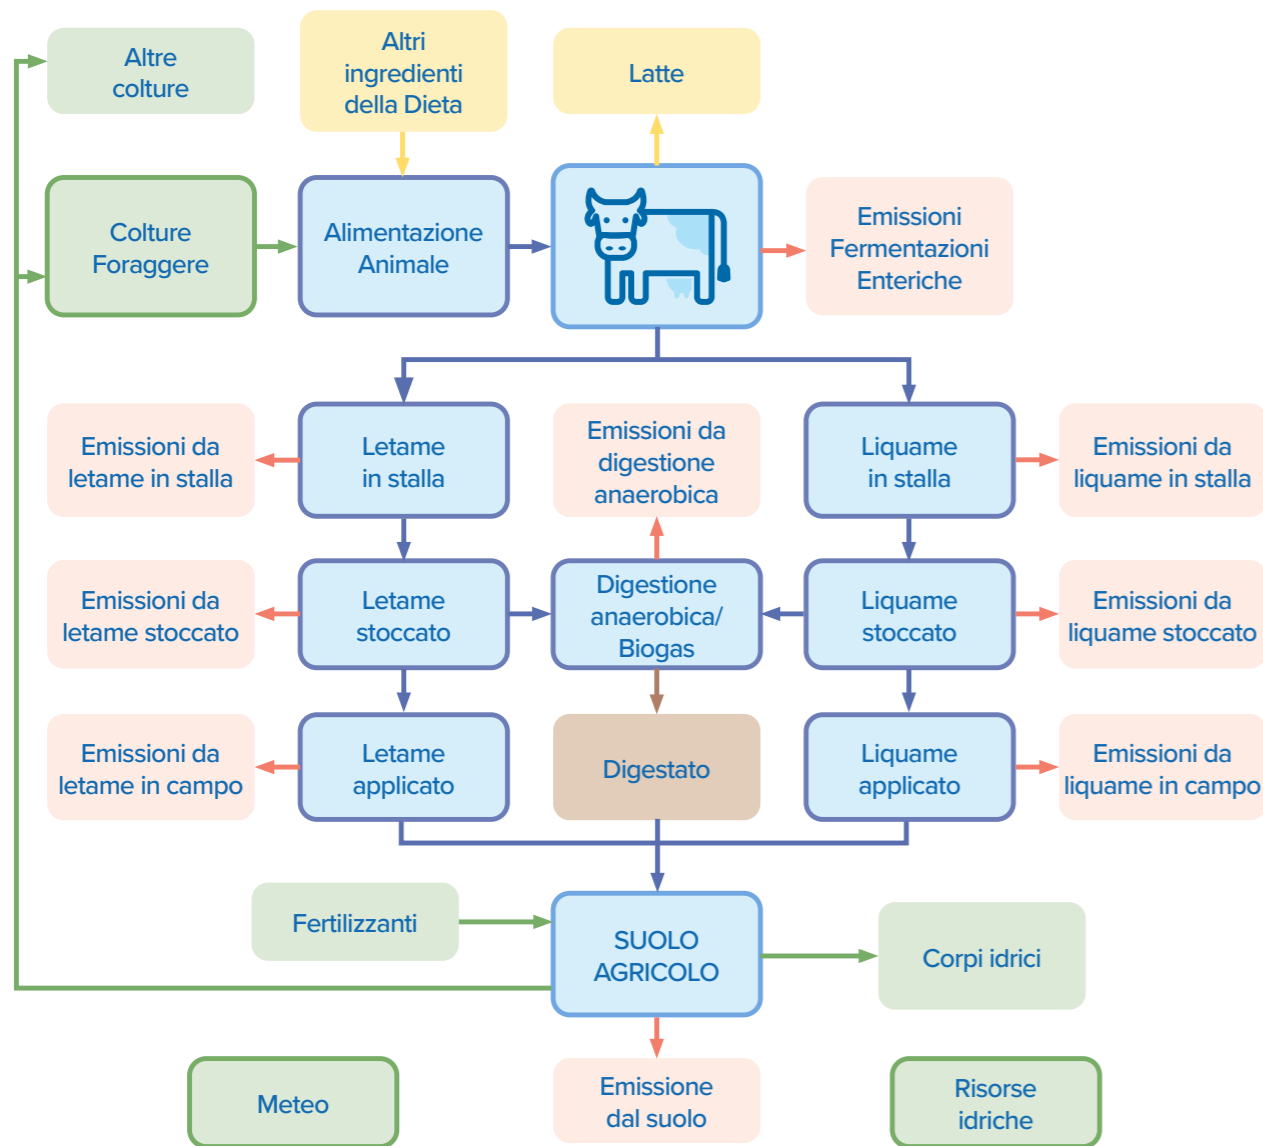 Altre
colture
Altri
ingredienti
della Dieta
Latte
Colture
Foraggere
Alimentazione
Animale
Emissioni
Fermentazioni
Enteriche
Emissioni da
letame in stalla
Letame
in stalla
Emissioni da
digestione
anaerobica
Liquame
in stalla
Emissioni da
liquame in stalla
Emissioni da
letame stoccato
Letame
stoccato
Digestione
anaerobica/
Biogas
Liquame
stoccato
Emissioni da
liquame stoccato
Emissioni da
letame in campo
Letame
applicato
Digestato
Liquame
applicato
Emissioni da
liquame in campo
Fertilizzanti
SUOLO
AGRICOLO
Corpi idrici
Meteo
Emissione
dal suolo
Risorse
idriche